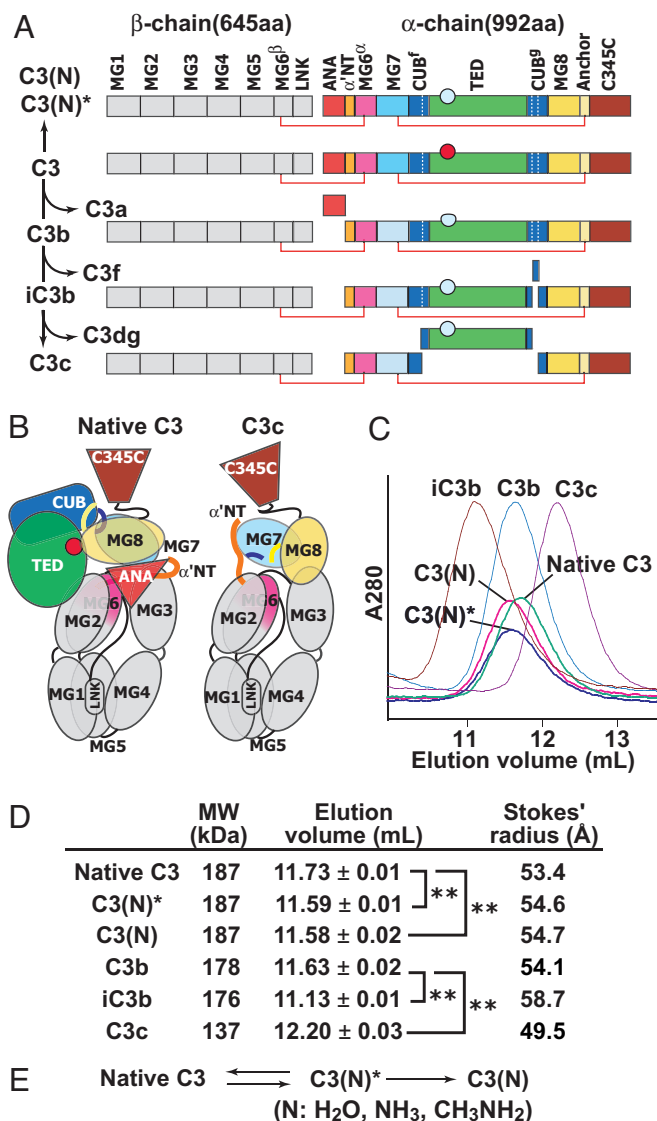 A
β-chain(645aa) α-chain(992aa)
MG1 MG2 MG3 MG4 MG5 MG6β LNK ANA α'NT MG6α MG7 CUBf TED CUBg MG8 Anchor C345C
C3(N)
C3(N)*
C3
C3a
C3b
C3f
iC3b
C3dg
C3c
B
Native C3
C345C
CUB
TED
MG8
MG7
ANA
α'NT
MG6
MG2
MG3
MG1
LNK
MG4
MG5
C3c
C345C
α'NT
MG7
MG8
MG2
MG6
MG3
MG1
LNK
MG4
MG5
C
iC3b C3b C3c
C3(N) Native C3
C3(N)*
A280
11 12 13
Elution volume (mL)
D
MW (kDa) Elution volume (mL) Stokes' radius (Å)
Native C3 187 11.73 ± 0.01 53.4
**
C3(N)* 187 11.59 ± 0.01 ** 54.6
C3(N) 187 11.58 ± 0.02 54.7
C3b 178 11.63 ± 0.02 54.1
**
iC3b 176 11.13 ± 0.01 ** 58.7
C3c 137 12.20 ± 0.03 49.5
E
Native C3 C3(N)* C3(N)
(N: H2O, NH3, CH3NH2)